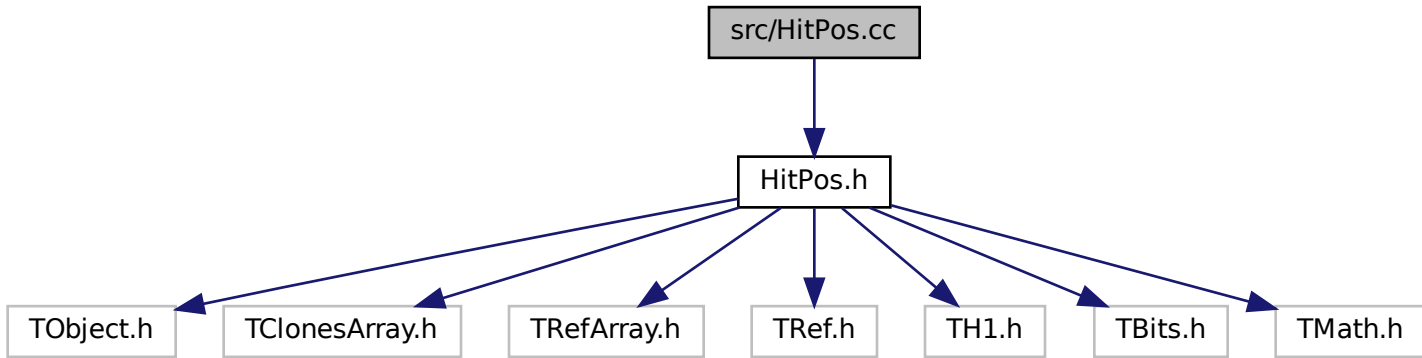 src/HitPos.cc
HitPos.h
TObject.h
TClonesArray.h
TRefArray.h
TRef.h
TH1.h
TBits.h
TMath.h